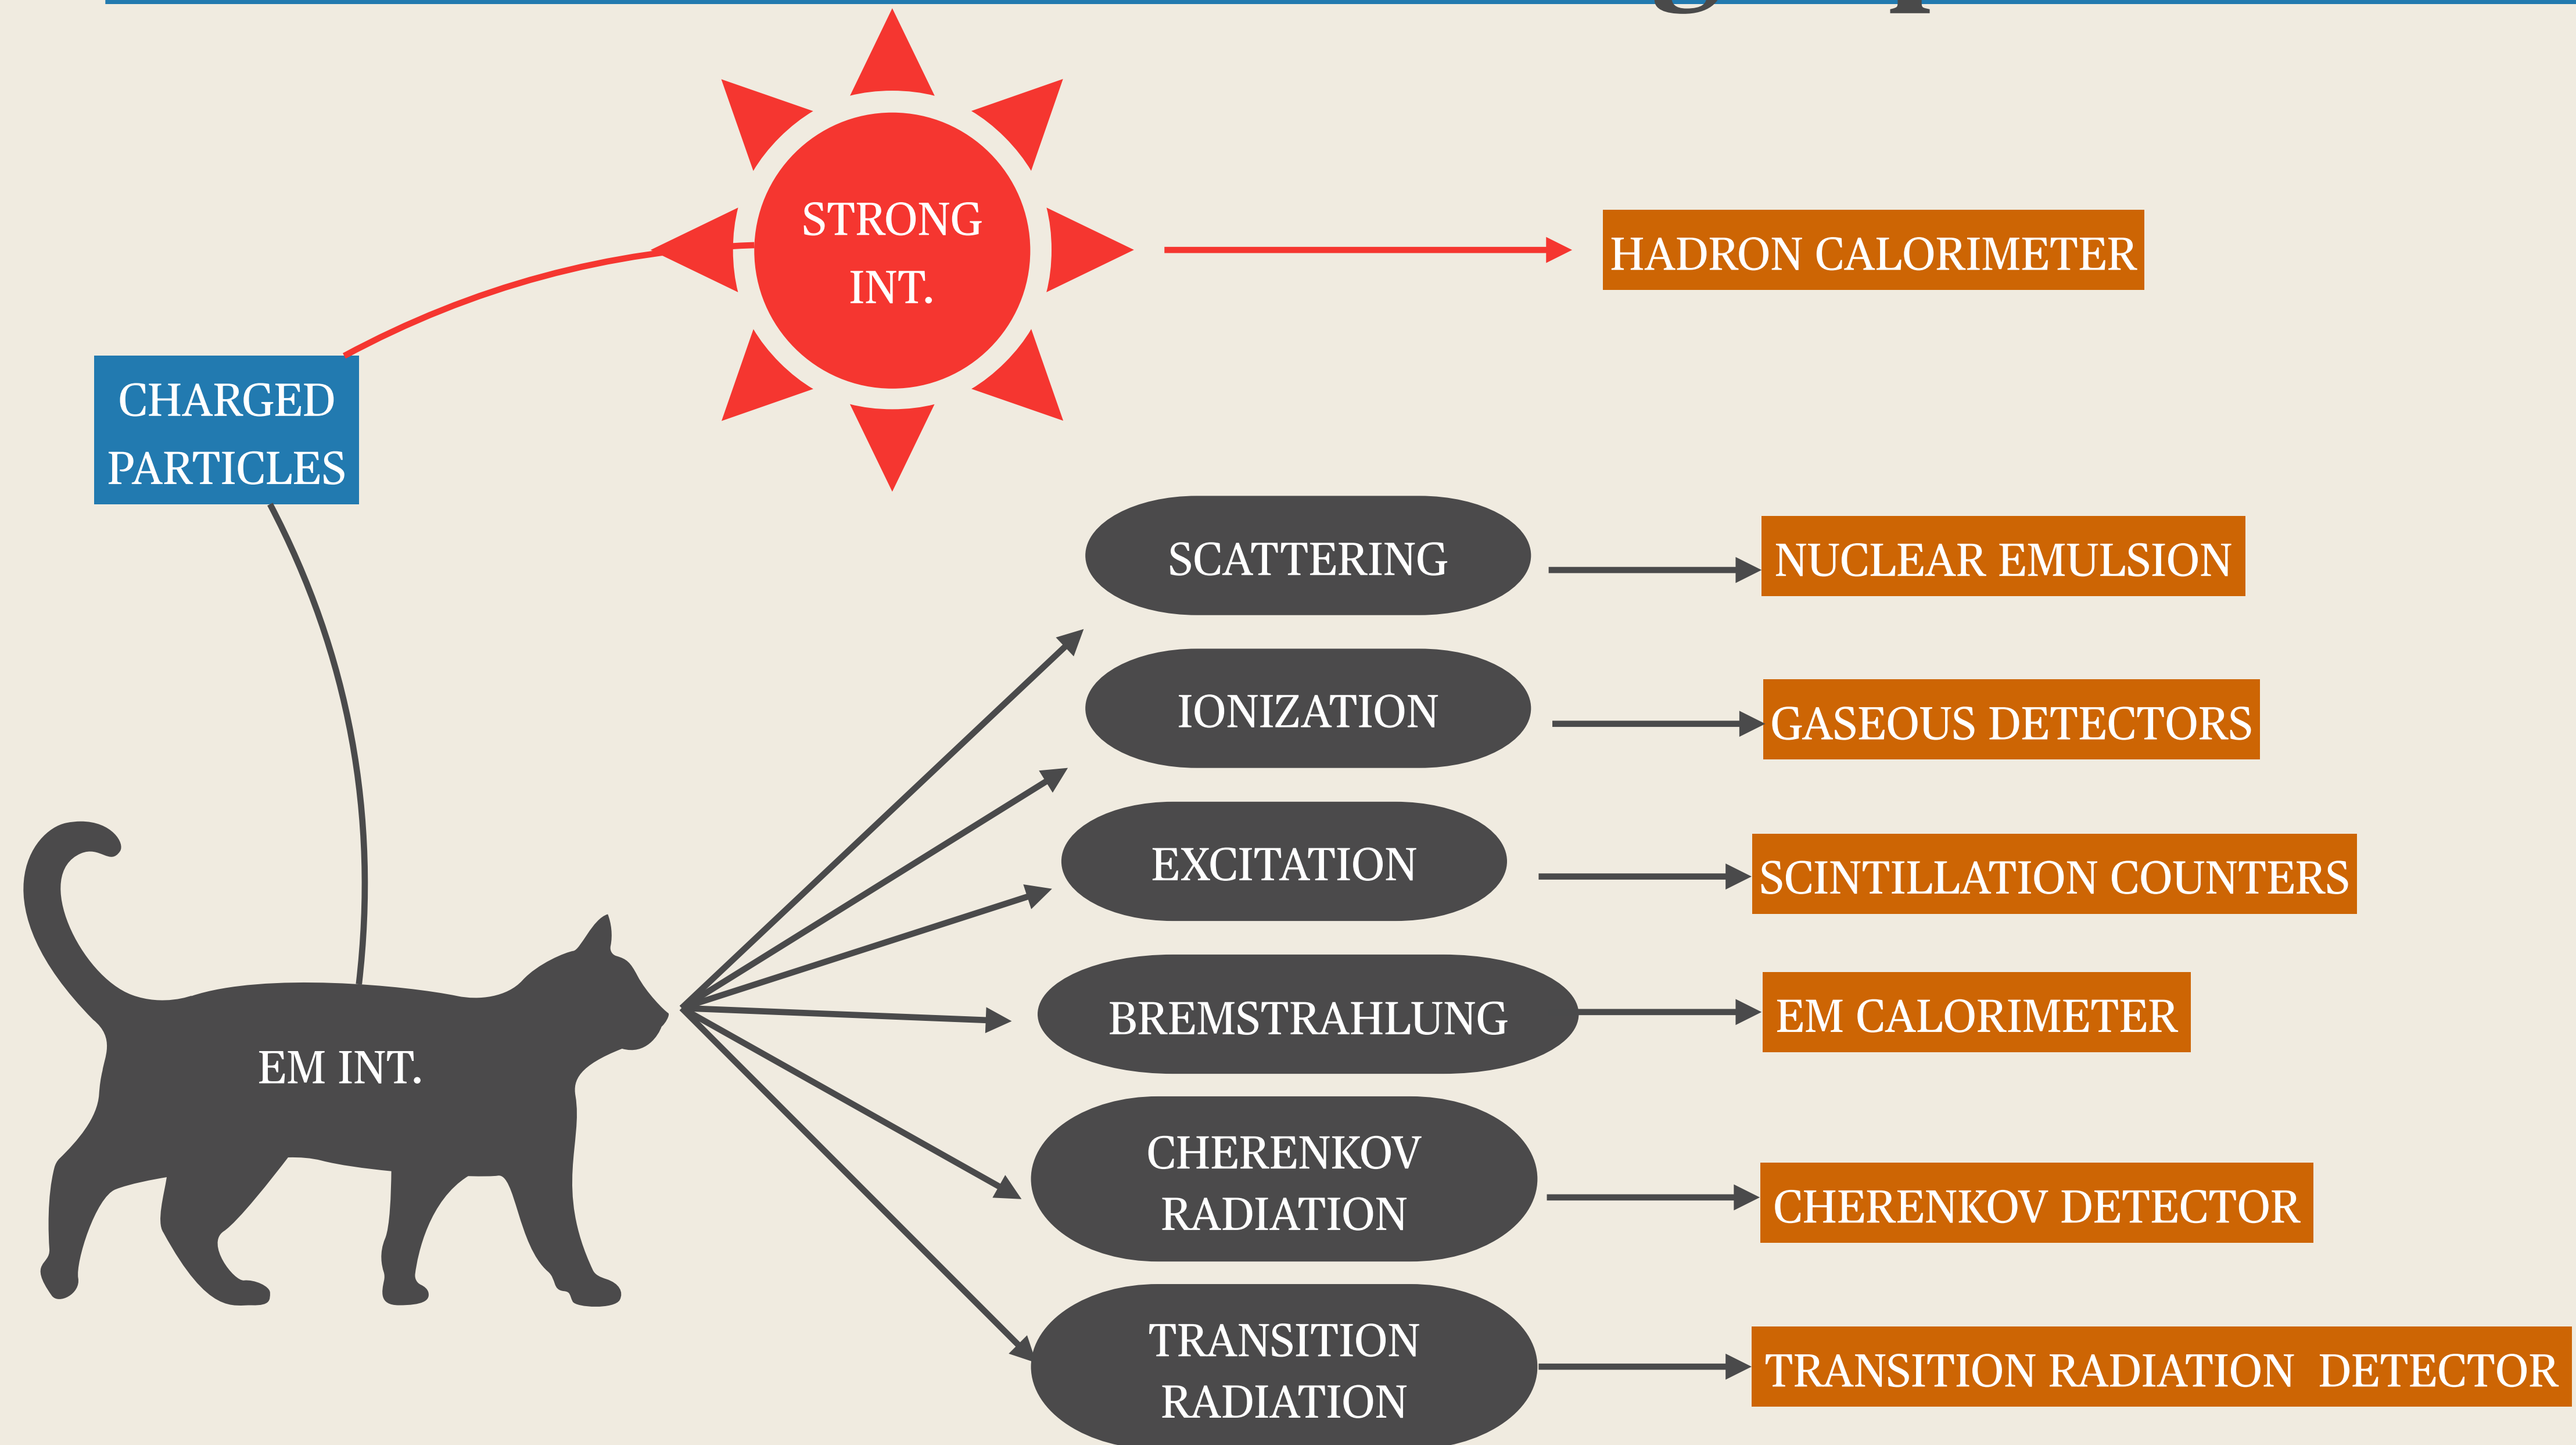 STRONG
INT.
HADRON CALORIMETER
CHARGED
PARTICLES
SCATTERING
NUCLEAR EMULSION
IONIZATION
GASEOUS DETECTORS
EXCITATION
SCINTILLATION COUNTERS
BREMSTRAHLUNG
EM CALORIMETER
EM INT.
CHERENKOV
RADIATION
CHERENKOV DETECTOR
TRANSITION
RADIATION
TRANSITION RADIATION  DETECTOR